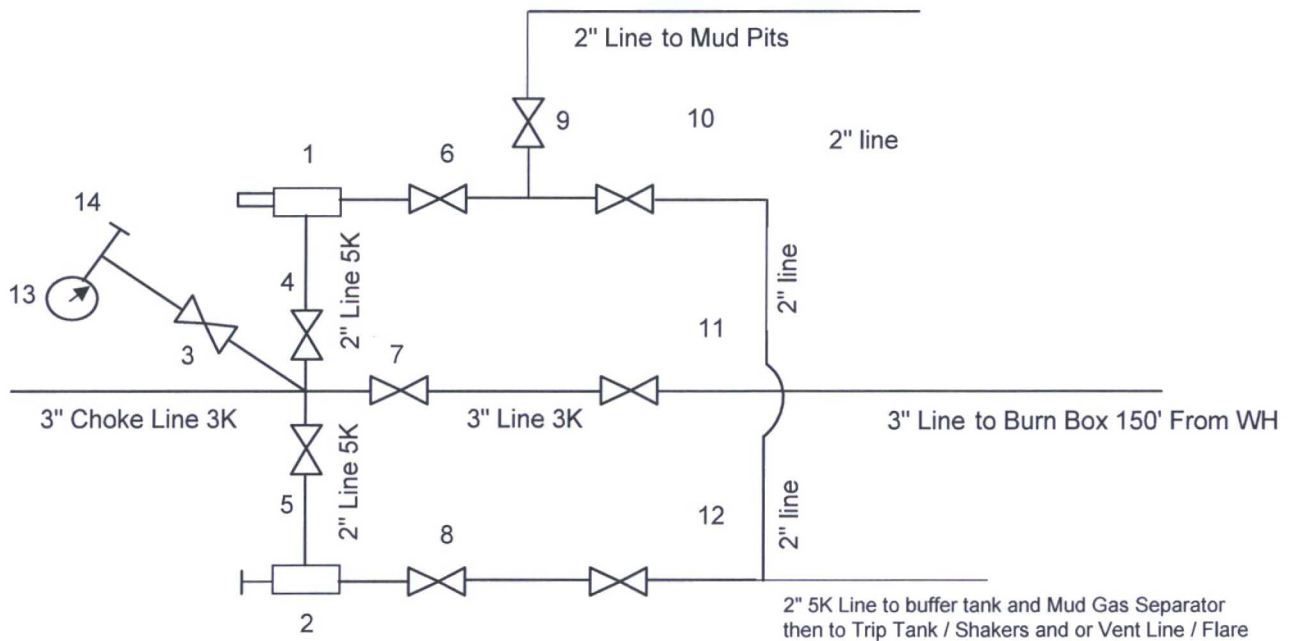 2" Line to Mud Pits
9
10
2" line
1
6
14
4
2" Line 5K
2" line
13
3
7
11
3" Choke Line 3K
3" Line 3K
3" Line to Burn Box 150' From WH
5
2" Line 5K
8
12
2" line
2
2" 5K Line to buffer tank and Mud Gas Separator
then to Trip Tank / Shakers and or Vent Line / Flare